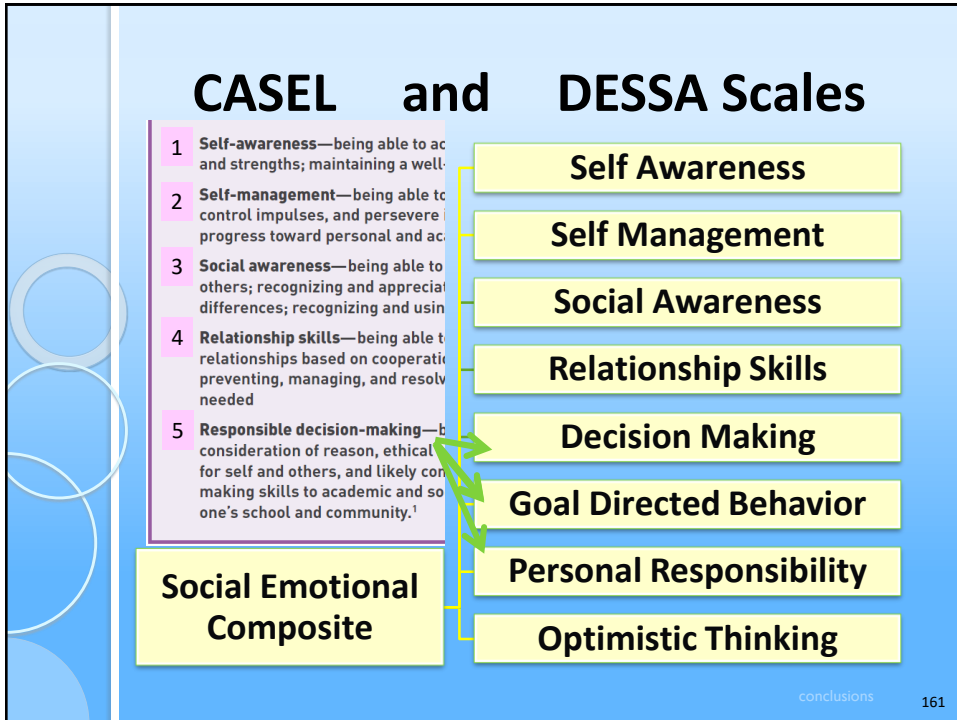 CASEL and DESSA Scales
1 Self-awareness—being able to ac
and strengths; maintaining a well-
2 Self-management—being able to
control impulses, and persevere
progress toward personal and aca
3 Social awareness—being able to
others; recognizing and appreciat
differences; recognizing and usin
4 Relationship skills—being able t
relationships based on cooperati
preventing, managing, and resolv
needed
5 Responsible decision-making—b
consideration of reason, ethical
for self and others, and likely con
making skills to academic and so
one's school and community.¹
Social Emotional
Composite
Self Awareness
Self Management
Social Awareness
Relationship Skills
Decision Making
Goal Directed Behavior
Personal Responsibility
Optimistic Thinking
conclusions
161